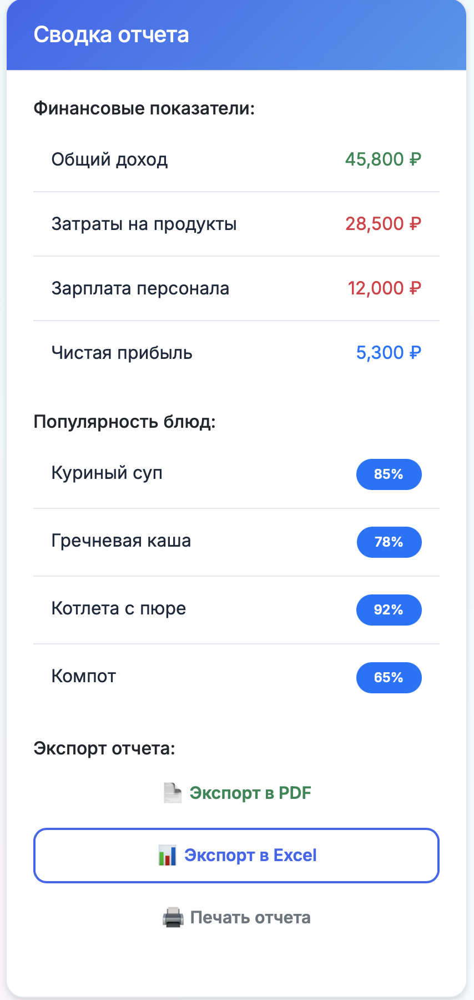 Сводка отчета
Финансовые показатели:
Общий доход 45,800 ₽
Затраты на продукты 28,500 ₽
Зарплата персонала 12,000 ₽
Чистая прибыль 5,300 ₽
Популярность блюд:
Куриный суп 85%
Гречневая каша 78%
Котлета с пюре 92%
Компот 65%
Экспорт отчета:
Экспорт в PDF
Экспорт в Excel
Печать отчета